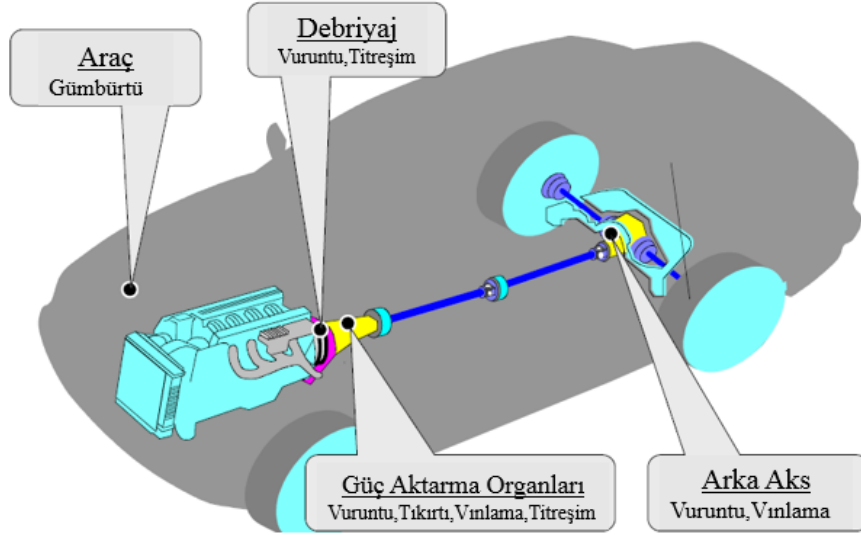 Debriyaj
Vuruntu,Titreşim
Araç
Gümbürtü
Güç Aktarma Organları
Vuruntu,Tıkırtı,Vınlama,Titreşim
Arka Aks
Vuruntu,Vınlama